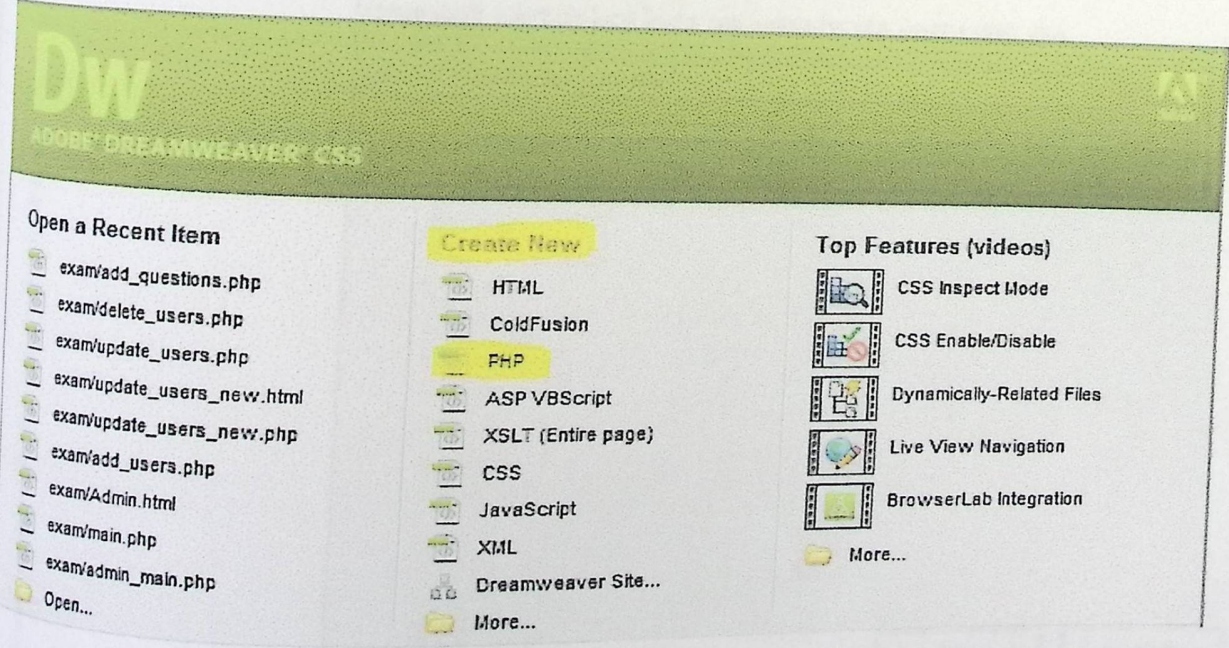 Dw
ADOBE® DREAMWEAVER® CS5
Open a Recent Item
exam/add_questions.php
exam/delete_users.php
exam/update_users.php
exam/update_users_new.html
exam/update_users_new.php
exam/add_users.php
exam/Admin.html
exam/main.php
exam/admin_main.php
Open...
Create New
HTML
ColdFusion
PHP
ASP VBScript
XSLT (Entire page)
CSS
JavaScript
XML
Dreamweaver Site...
More...
Top Features (videos)
CSS Inspect Mode
CSS Enable/Disable
Dynamically-Related Files
Live View Navigation
BrowserLab Integration
More...